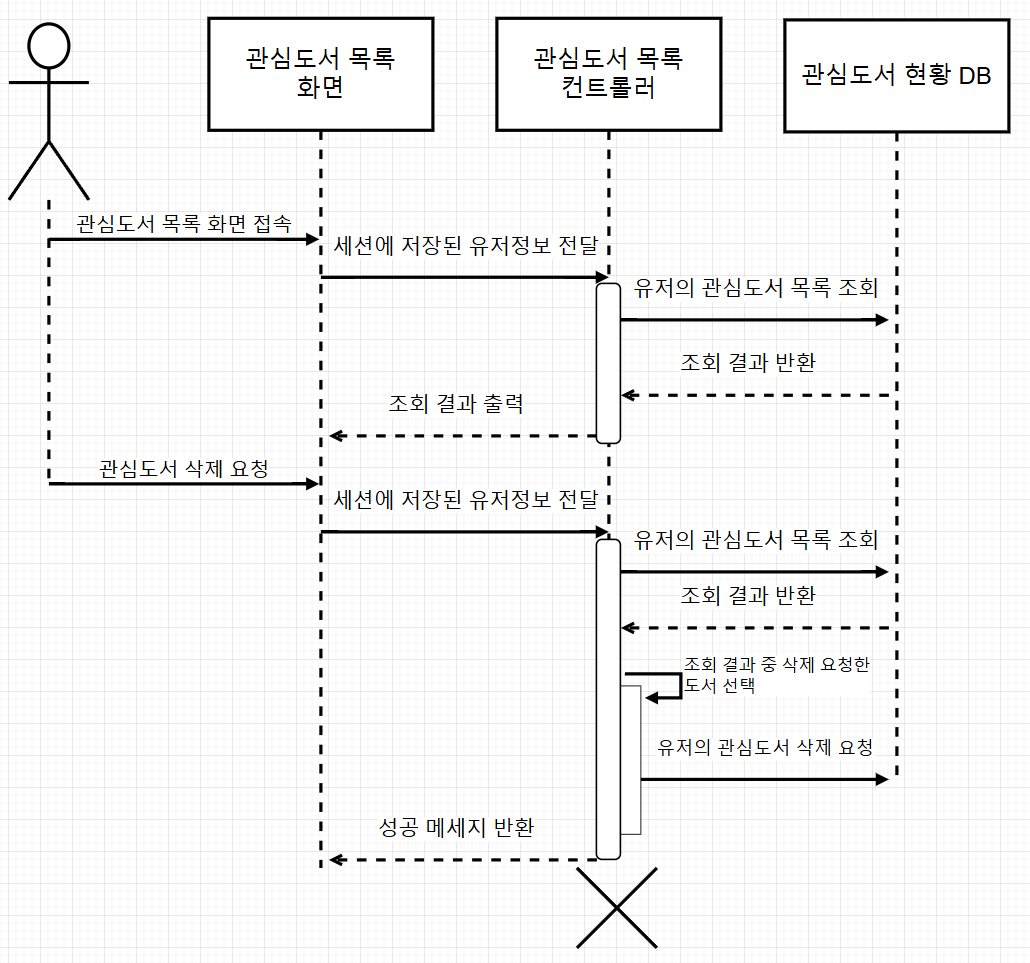 관심도서 목록
화면
관심도서 목록
컨트롤러
관심도서 현황 DB
관심도서 목록 화면 접속
세션에 저장된 유저정보 전달
유저의 관심도서 목록 조회
조회 결과 반환
조회 결과 출력
관심도서 삭제 요청
세션에 저장된 유저정보 전달
유저의 관심도서 목록 조회
조회 결과 반환
조회 결과 중 삭제 요청한
도서 선택
유저의 관심도서 삭제 요청
성공 메세지 반환